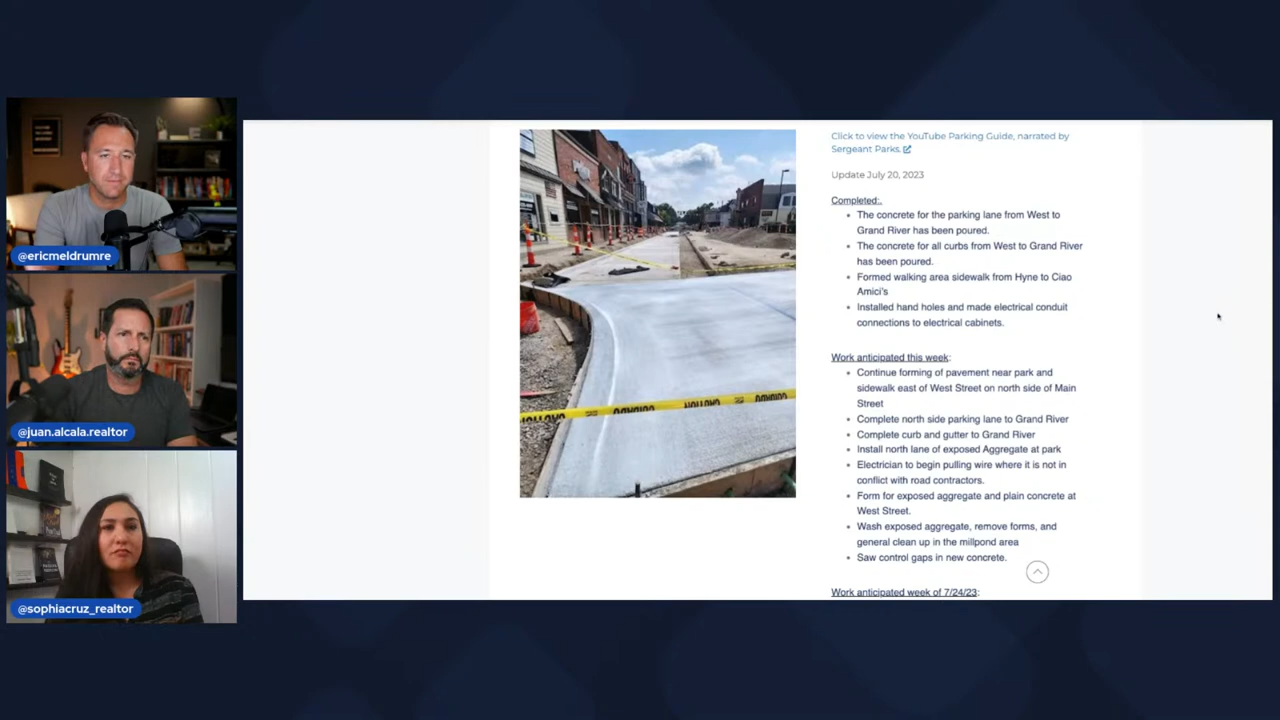 @ericmeldrumre
@juan.alcala.realtor
@sophiacruz_realtor
Click to view the YouTube Parking Guide, narrated by
Sergeant Parks.
Update July 20, 2023
Completed:.
The concrete for the parking lane from West to
Grand River has been poured.
The concrete for all curbs from West to Grand River
has been poured.
Formed walking area sidewalk from Hyne to Ciao
Amici's
Installed hand holes and made electrical conduit
connections to electrical cabinets.
Work anticipated this week:
Continue forming of pavement near park and
sidewalk east of West Street on north side of Main
Street
Complete north side parking lane to Grand River
Complete curb and gutter to Grand River
Install north lane of exposed Aggregate at park
Electrician to begin pulling wire where it is not in
conflict with road contractors.
Form for exposed aggregate and plain concrete at
West Street.
Wash exposed aggregate, remove forms, and
general clean up in the millpond area
Saw control gaps in new concrete.
Work anticipated week of 7/24/23: